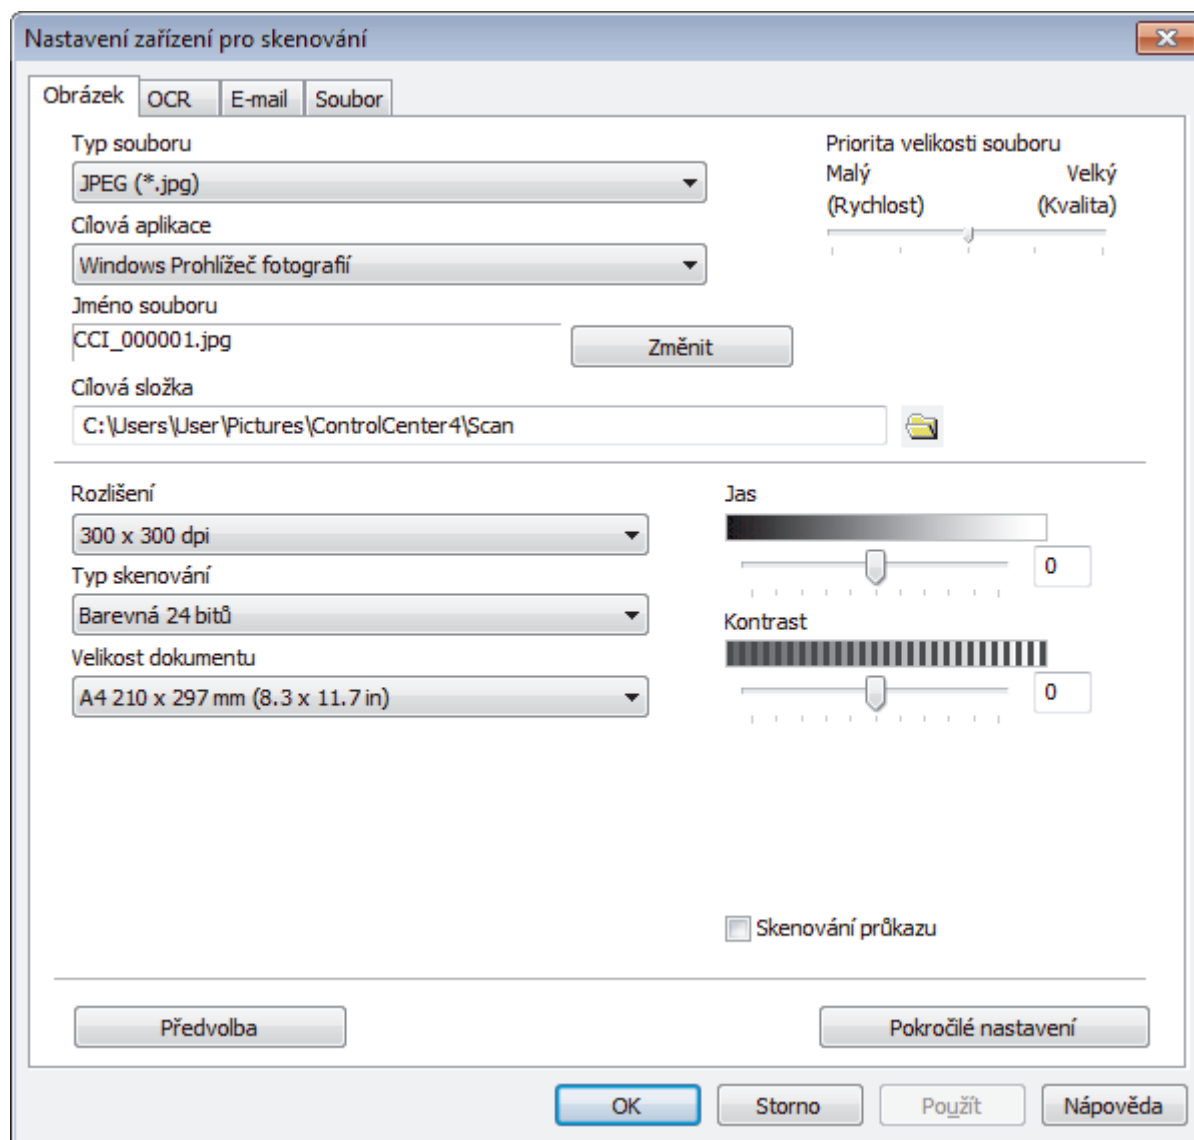 Nastavení zařízení pro skenování
Obrázek OCR E-mail Soubor
Typ souboru
JPEG (*.jpg)
Cílová aplikace
Windows Prohlížeč fotografií
Jméno souboru
CCI_000001.jpg
Změnit
Cílová složka
C:\Users\User\Pictures\ControlCenter4\Scan
Priorita velikosti souboru
Malý Velký
(Rychlost) (Kvalita)
Rozlišení
300 x 300 dpi
Typ skenování
Barevná 24 bitů
Velikost dokumentu
A4 210 x 297 mm (8.3 x 11.7 in)
Jas
0
Kontrast
0
Skenování průkazu
Předvolba
Pokročilé nastavení
OK Storno Použít Nápověda